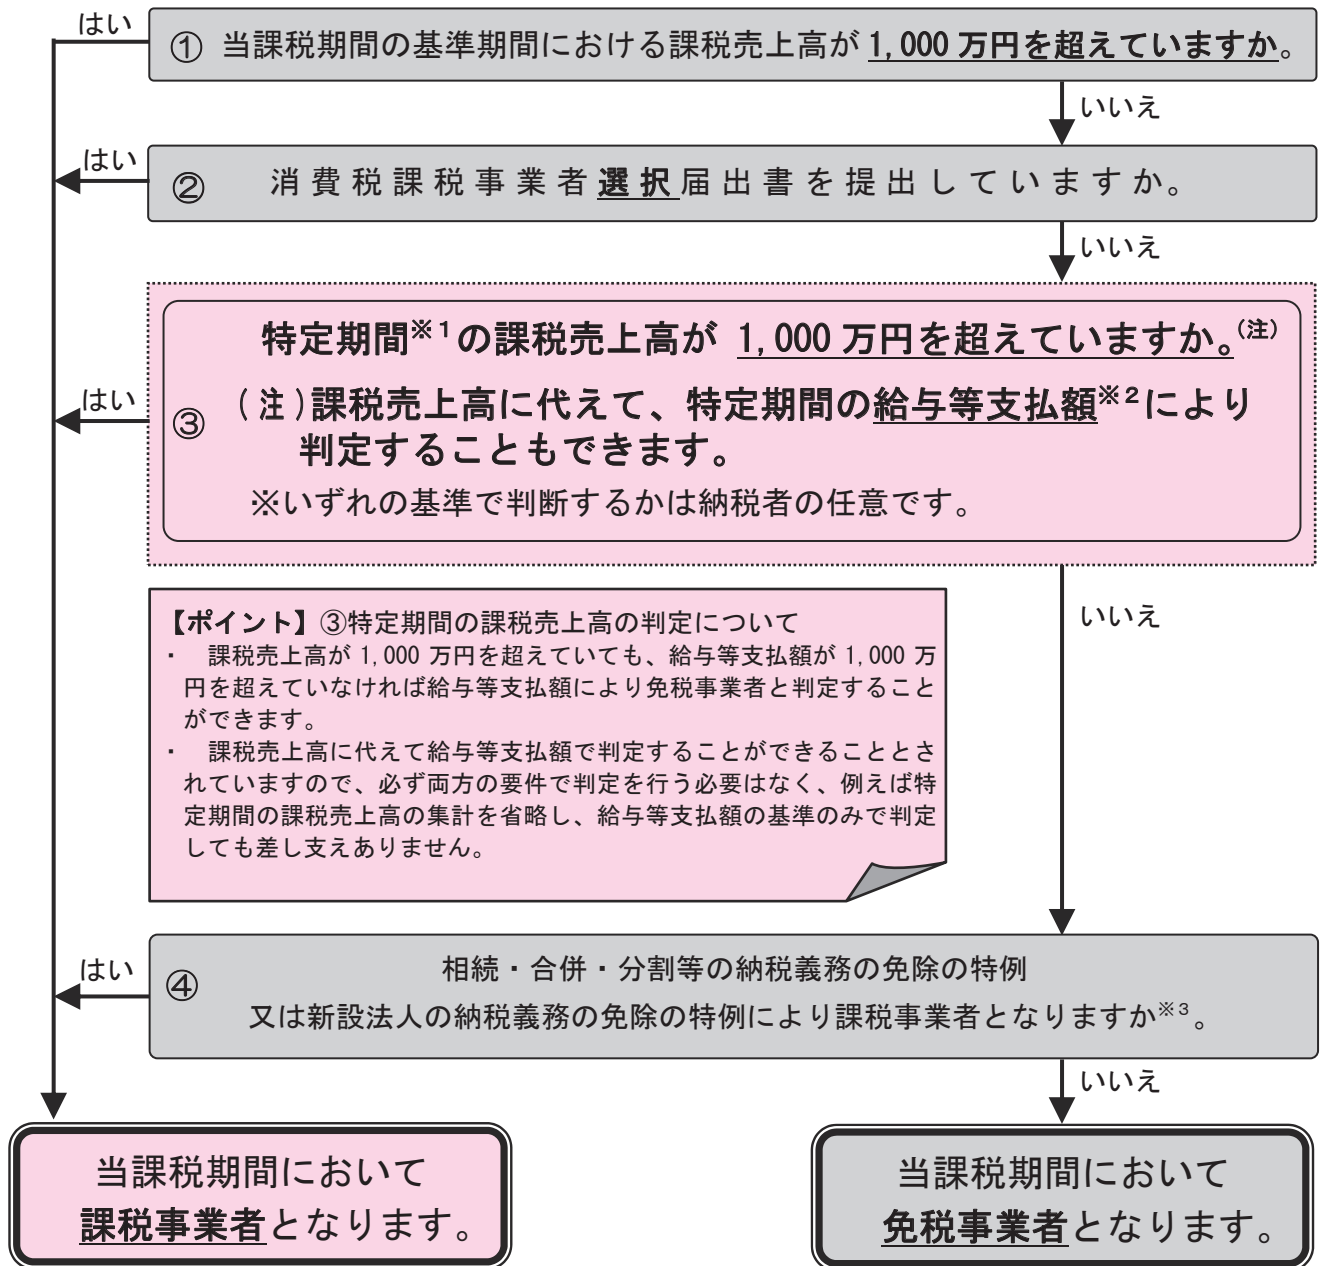 はい
① 当課税期間の基準期間における課税売上高が1,000万円を超えていますか。
いいえ
はい
② 消費税課税事業者選択届出書を提出していますか。
いいえ
特定期間※1の課税売上高が 1,000万円を超えていますか。(注)
はい
③
(注)課税売上高に代えて、特定期間の給与等支払額※2により
判定することもできます。
※いずれの基準で判断するかは納税者の任意です。
いいえ
【ポイント】③特定期間の課税売上高の判定について
・ 課税売上高が 1,000 万円を超えていても、給与等支払額が 1,000 万
円を超えていなければ給与等支払額により免税事業者と判定すること
ができます。
・ 課税売上高に代えて給与等支払額で判定することができることとさ
れていますので、必ず両方の要件で判定を行う必要はなく、例えば特
定期間の課税売上高の集計を省略し、給与等支払額の基準のみで判定
しても差し支えありません。
はい
④
相続・合併・分割等の納税義務の免除の特例
又は新設法人の納税義務の免除の特例により課税事業者となりますか※3。
いいえ
当課税期間において
課税事業者となります。
当課税期間において
免税事業者となります。